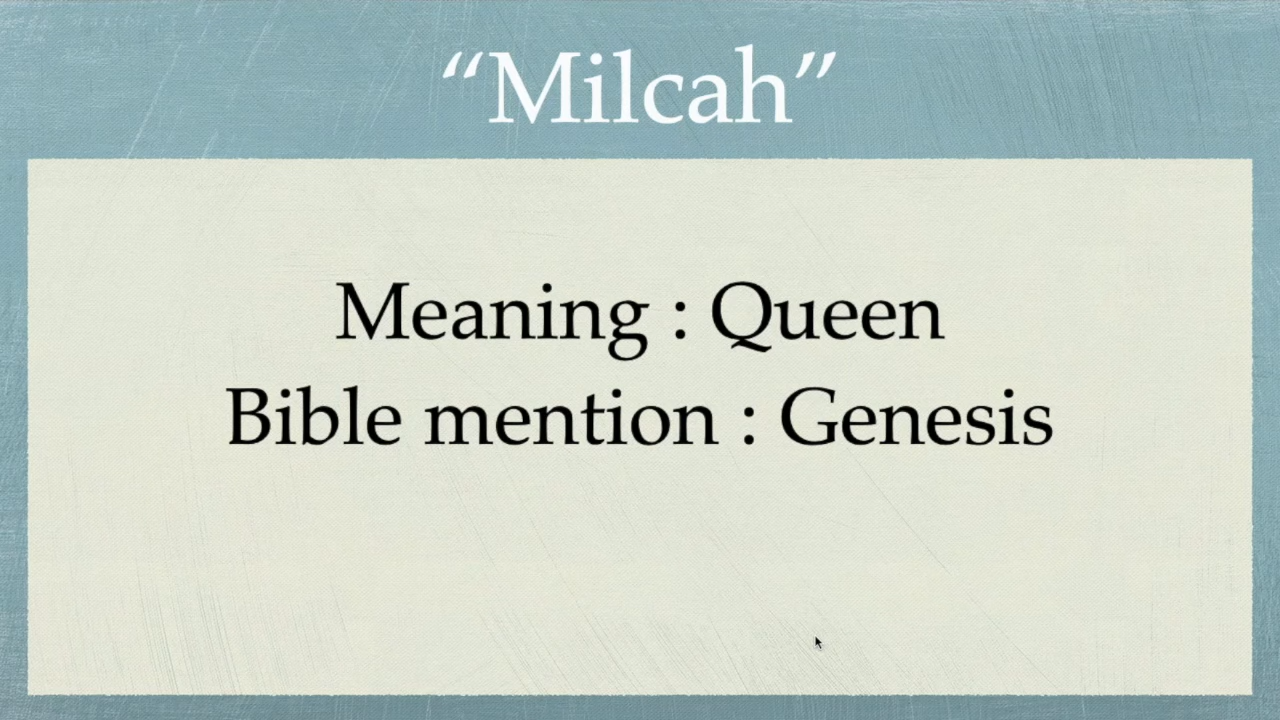 “Milcah”
Meaning : Queen
Bible mention : Genesis